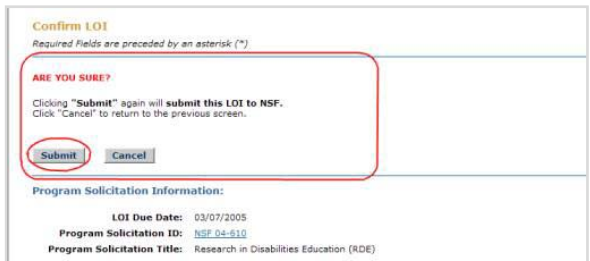 Confirm LOI
Required Fields are preceded by an asterisk (*)
ARE YOU SURE?
Clicking "Submit" again will submit this LOI to NSF.
Click "Cancel" to return to the previous screen.
Submit Cancel
Program Solicitation Information:
LOI Due Date: 03/07/2005
Program Solicitation ID: NSF 04-610
Program Solicitation Title: Research in Disabilities Education (RDE)